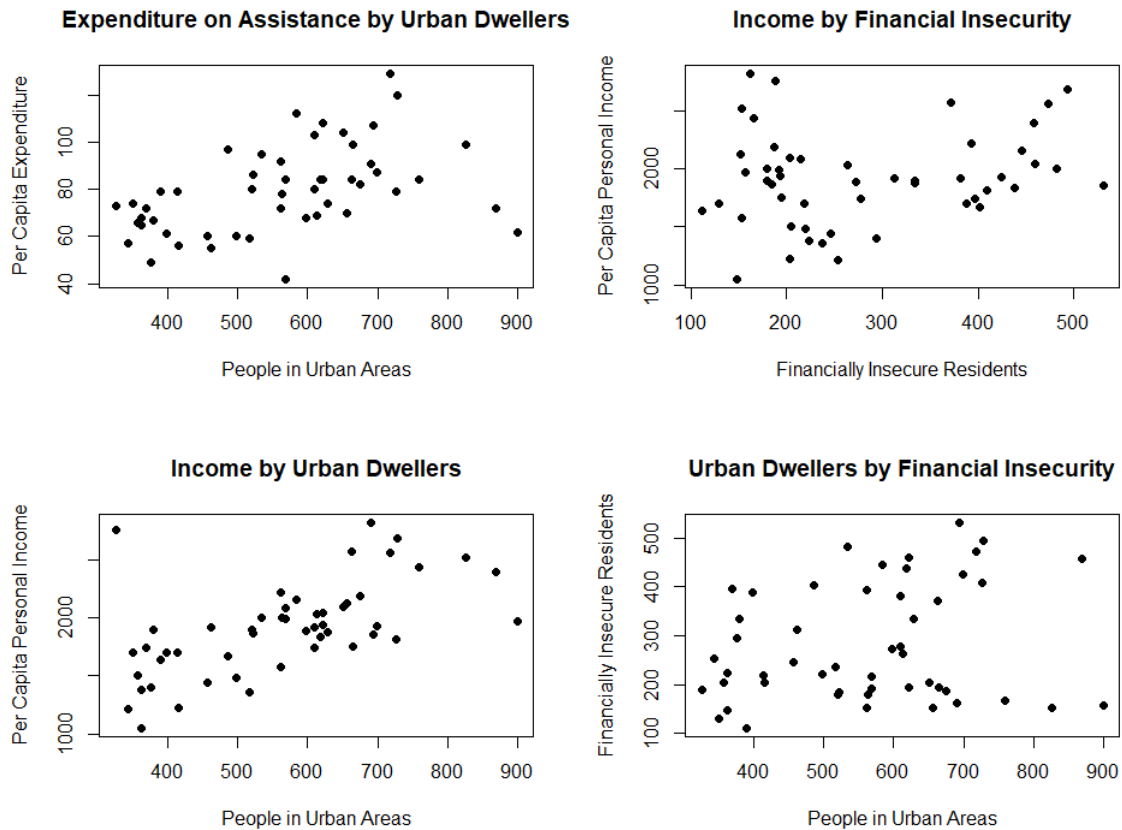 Expenditure on Assistance by Urban Dwellers
Per Capita Expenditure
40 60 80 100
400 500 600 700 800 900
People in Urban Areas
Income by Financial Insecurity
Per Capita Personal Income
1000 2000
100 200 300 400 500
Financially Insecure Residents
Income by Urban Dwellers
Per Capita Personal Income
1000 2000
400 500 600 700 800 900
People in Urban Areas
Urban Dwellers by Financial Insecurity
Financially Insecure Residents
100 200 300 400 500
400 500 600 700 800 900
People in Urban Areas